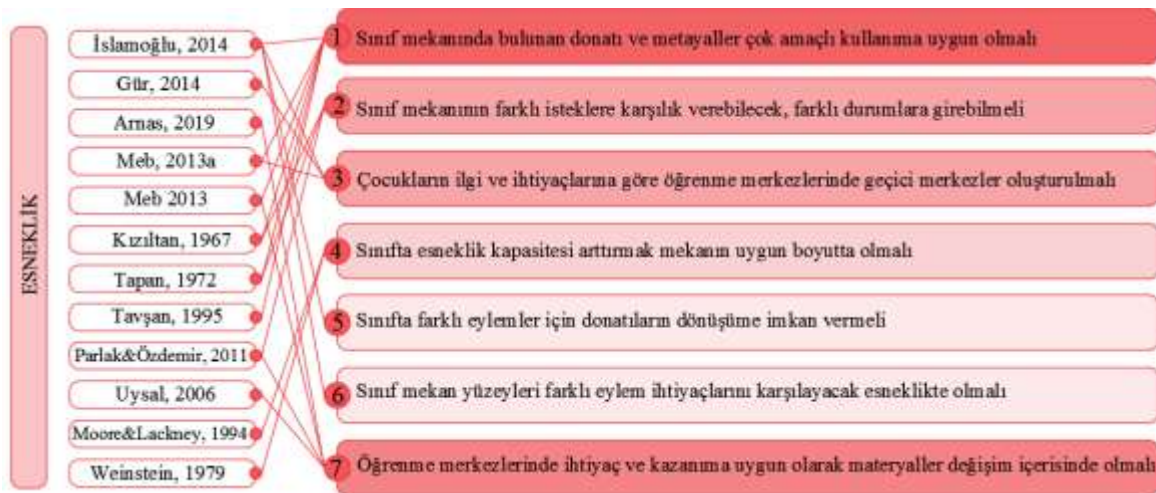 ESNEKLİK
İslamoğlu, 2014
Gür, 2014
Arnas, 2019
Meb, 2013a
Meb 2013
Kızıltan, 1967
Tapan, 1972
Tavşan, 1995
Parlak&Özdemir, 2011
Uysal, 2006
Moore&Lackney, 1994
Weinstein, 1979
1 Sınıf mekanında bulunan donatı ve metayaller çok amaçlı kullanıma uygun olmalı
2 Sınıf mekanının farklı isteklere karşılık verebilecek, farklı durumlara girebilmeli
3 Çocukların ilgi ve ihtiyaçlarına göre öğrenme merkezlerinde geçici merkezler oluşturulmalı
4 Sınıfta esneklik kapasitesi arttırmak mekanın uygun boyutta olmalı
5 Sınıfta farklı eylemler için donatıların dönüşüme imkan vermeli
6 Sınıf mekan yüzeyleri farklı eylem ihtiyaçlarını karşılayacak esneklikte olmalı
7 Öğrenme merkezlerinde ihtiyaç ve kazanıma uygun olarak materyaller değişim içerisinde olmalı